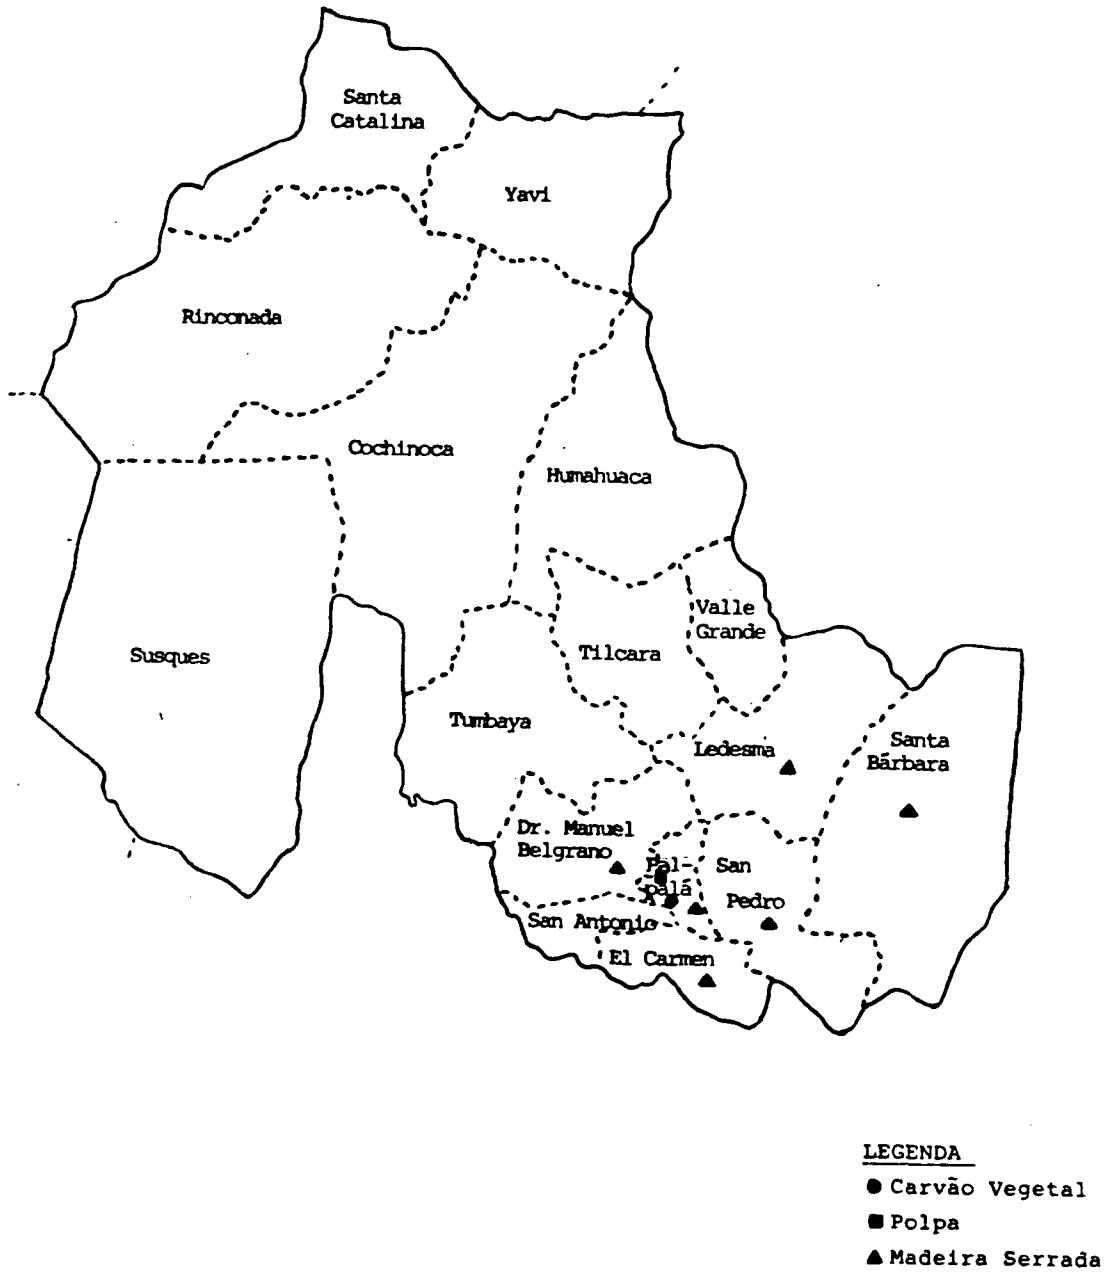 Santa
Catalina
Yavi
Rinconada
Cochinoca
Humahuaca
Valle
Grande
Susques
Tilcara
Tumbaya
Ledesma
Santa
Bárbara
Dr. Manuel
Belgrano
Pal-
palá
San
Pedro
San Antonio
El Carmen
LEGENDA
Carvão Vegetal
Polpa
Madeira Serrada